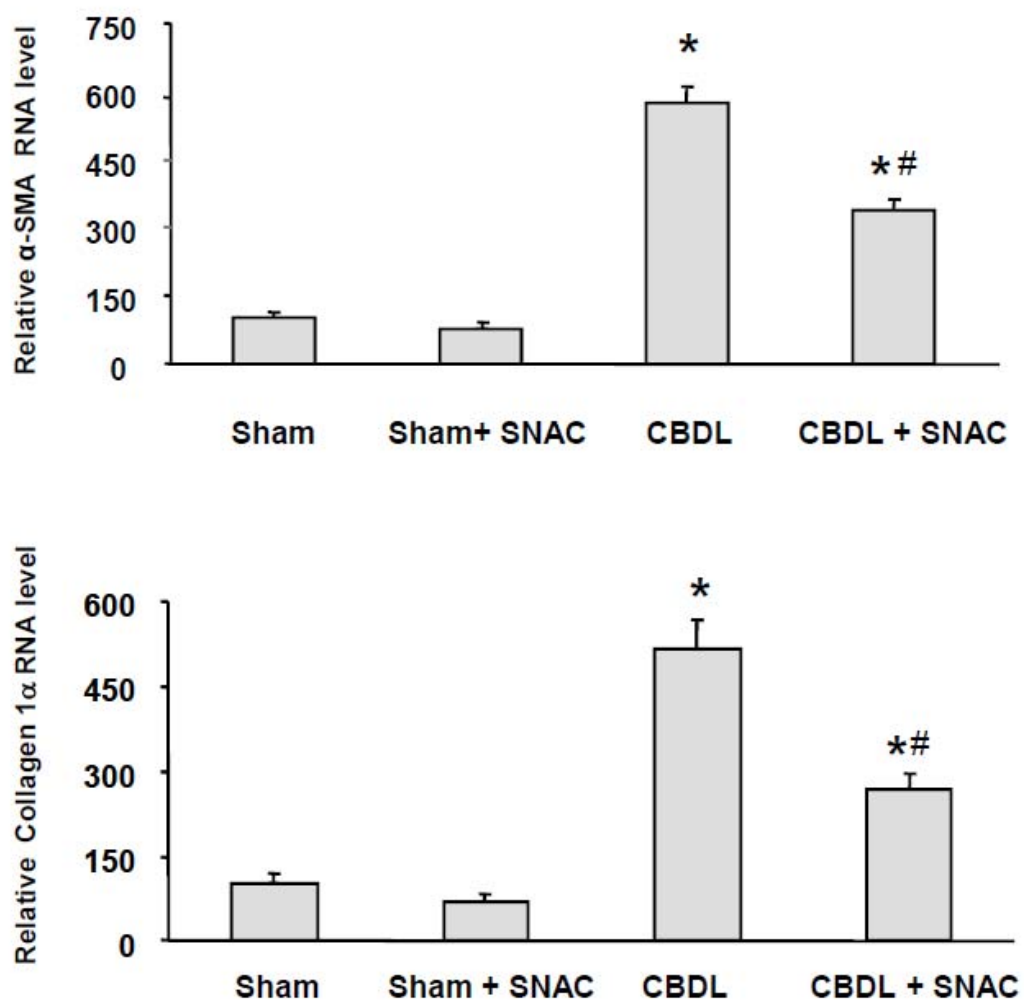 Relative α-SMA RNA level
750
600
450
300
150
0
*
*#
Sham
Sham+ SNAC
CBDL
CBDL + SNAC
Relative Collagen 1α RNA level
600
450
300
150
0
*
*#
Sham
Sham + SNAC
CBDL
CBDL + SNAC